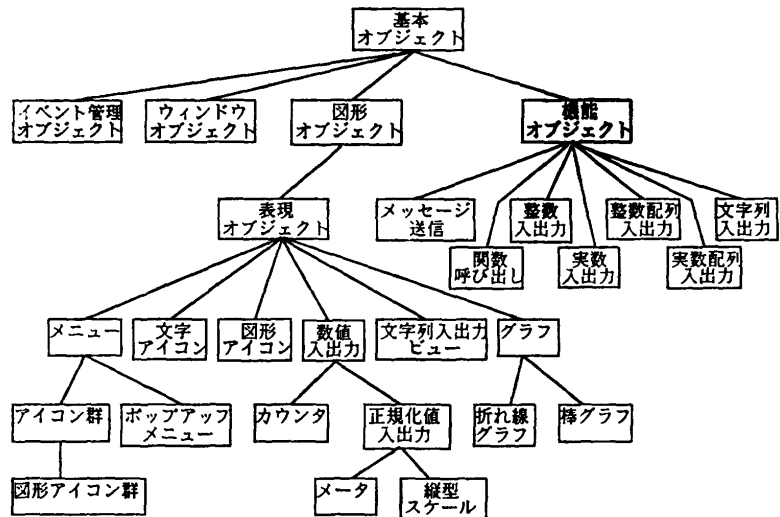 基本
オブジェクト
イベント管理
オブジェクト
ウィンドウ
オブジェクト
図形
オブジェクト
機能
オブジェクト
表現
オブジェクト
メッセージ
送信
整数
入出力
整数配列
入出力
文字列
入出力
関数
呼び出し
実数
入出力
実数配列
入出力
メニュー
文字
アイコン
図形
アイコン
数値
入出力
文字列入出力
ビュー
グラフ
アイコン群
ポップアップ
メニュー
カウンタ
正規化値
入出力
折れ線
グラフ
棒グラフ
図形アイコン群
メータ
縦型
スケール